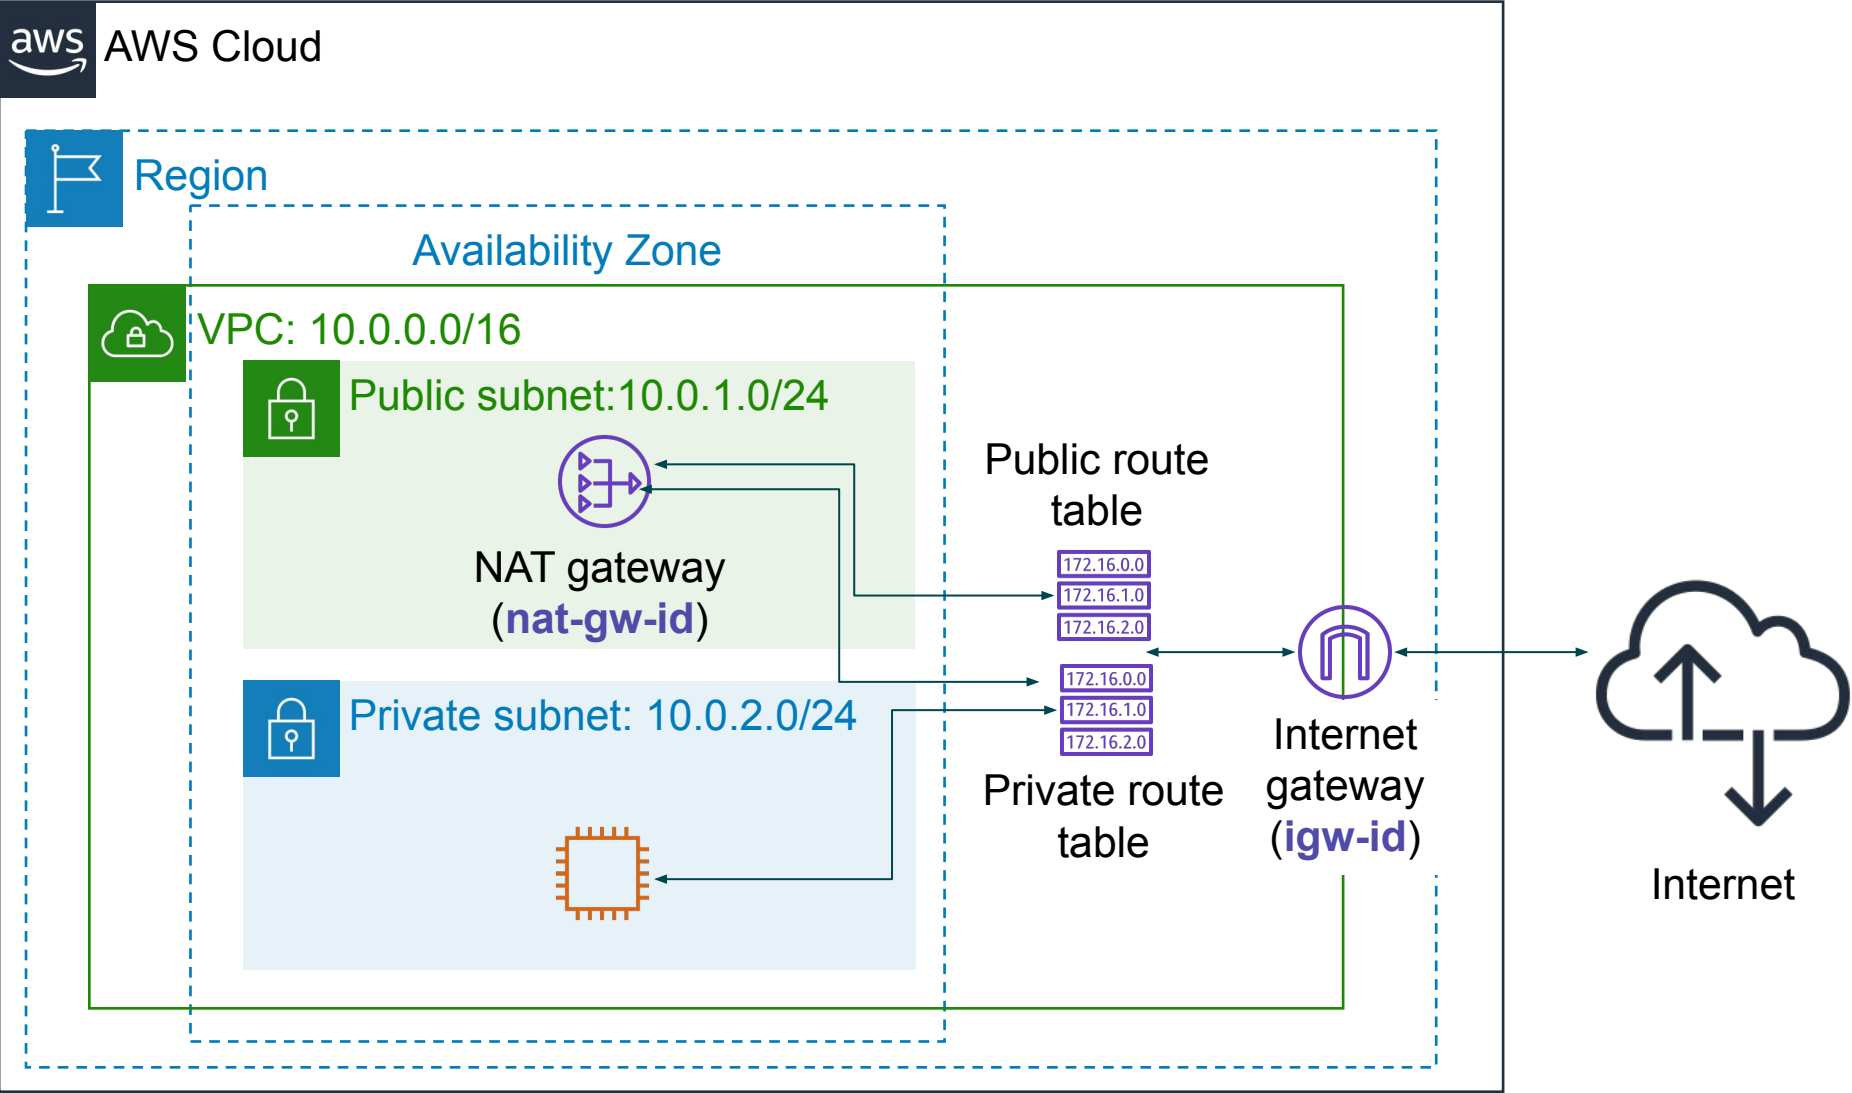 aws
AWS Cloud
Region
Availability Zone
VPC: 10.0.0.0/16
Public subnet:10.0.1.0/24
NAT gateway
(nat-gw-id)
Public route
table
172.16.0.0
172.16.1.0
172.16.2.0
Private subnet: 10.0.2.0/24
172.16.0.0
172.16.1.0
172.16.2.0
Private route
table
Internet
gateway
(igw-id)
Internet